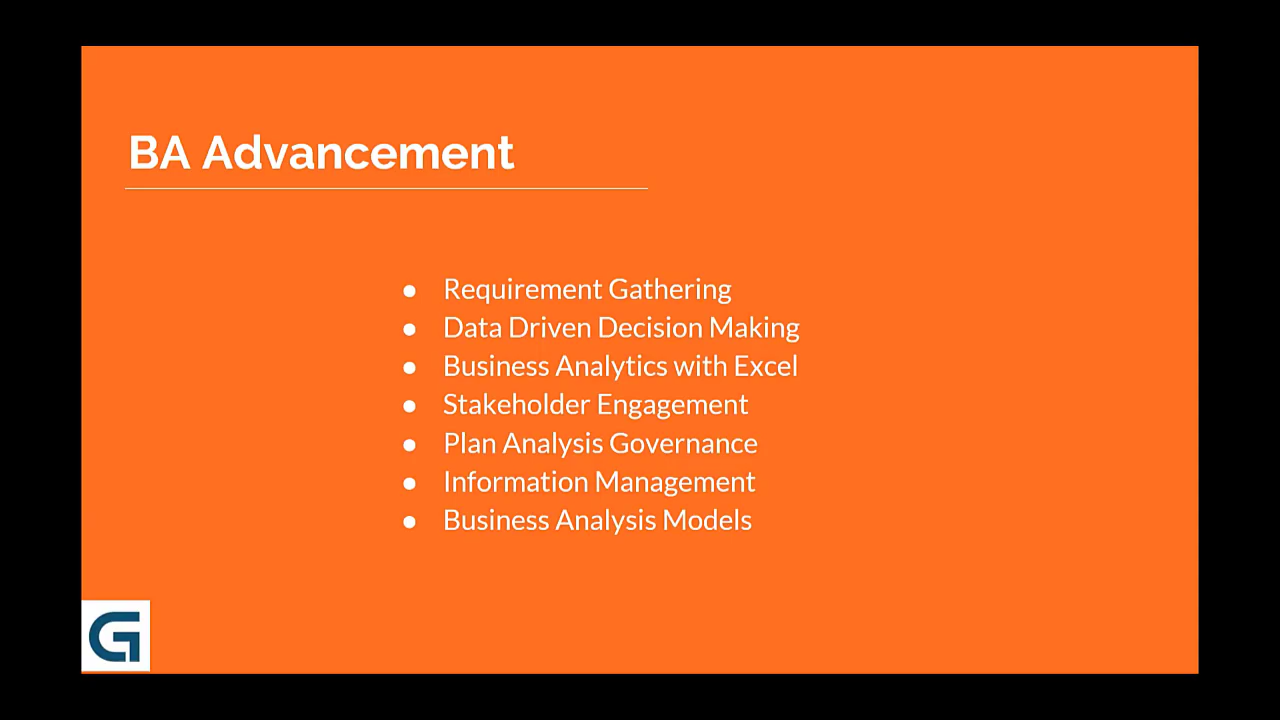 BA Advancement
● Requirement Gathering
● Data Driven Decision Making
● Business Analytics with Excel
● Stakeholder Engagement
● Plan Analysis Governance
● Information Management
● Business Analysis Models
G